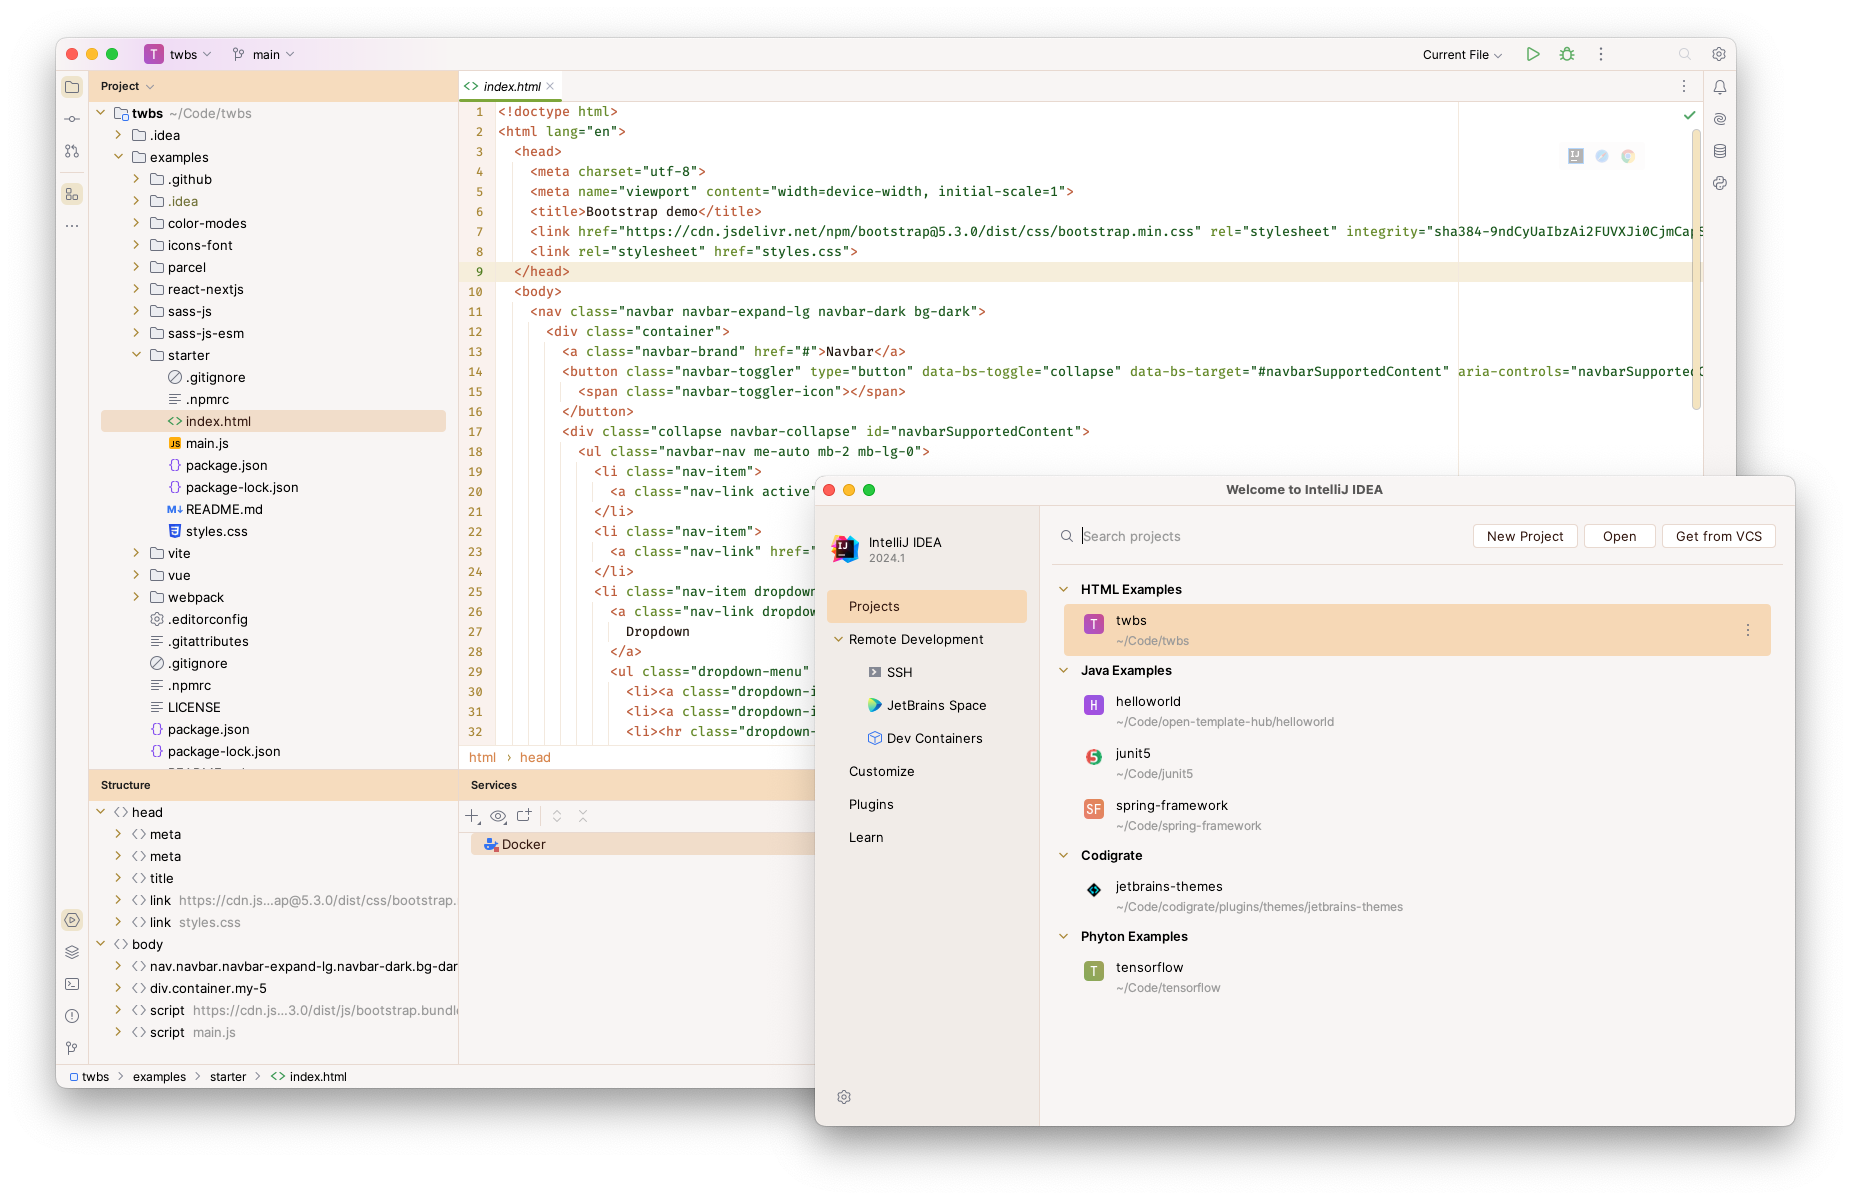 T twbs main
Current File
Project
twbs ~/Code/twbs
.idea
examples
.github
.idea
color-modes
icons-font
parcel
react-nextjs
sass-js
sass-js-esm
starter
.gitignore
.npmrc
index.html
JS main.js
package.json
package-lock.json
M↓ README.md
styles.css
vite
vue
webpack
.editorconfig
.gitattributes
.gitignore
.npmrc
LICENSE
package.json
package-lock.json
index.html
1 <!doctype html>
2 <html lang="en">
3 <head>
4 <meta charset="utf-8">
5 <meta name="viewport" content="width=device-width, initial-scale=1">
6 <title>Bootstrap demo</title>
7 <link href="https://cdn.jsdelivr.net/npm/bootstrap@5.3.0/dist/css/bootstrap.min.css" rel="stylesheet" integrity="sha384-9ndCyUaIbzAi2FUVXJi0CjmCapS
8 <link rel="stylesheet" href="styles.css">
9 </head>
10 <body>
11 <nav class="navbar navbar-expand-lg navbar-dark bg-dark">
12 <div class="container">
13 <a class="navbar-brand" href="#">Navbar</a>
14 <button class="navbar-toggler" type="button" data-bs-toggle="collapse" data-bs-target="#navbarSupportedContent" aria-controls="navbarSupportedC
15 <span class="navbar-toggler-icon"></span>
16 </button>
17 <div class="collapse navbar-collapse" id="navbarSupportedContent">
18 <ul class="navbar-nav me-auto mb-2 mb-lg-0">
19 <li class="nav-item">
20 <a class="nav-link active"
21 </li>
22 <li class="nav-item">
23 <a class="nav-link" href="
24 </li>
25 <li class="nav-item dropdown
26 <a class="nav-link dropdow
27 Dropdown
28 </a>
29 <ul class="dropdown-menu"
30 <li><a class="dropdown-i
31 <li><a class="dropdown-i
32 <li><hr class="dropdown-
html › head
Structure
head
meta
meta
title
link https://cdn.js...ap@5.3.0/dist/css/bootstrap.
link styles.css
body
nav.navbar.navbar-expand-lg.navbar-dark.bg-dar
div.container.my-5
script https://cdn.js...3.0/dist/js/bootstrap.bundle
script main.js
Services
Docker
twbs > examples > starter > index.html
Welcome to IntelliJ IDEA
IJ IntelliJ IDEA
2024.1
Projects
Remote Development
SSH
JetBrains Space
Dev Containers
Customize
Plugins
Learn
Search projects
New Project
Open
Get from VCS
HTML Examples
T twbs
~/Code/twbs
Java Examples
H helloworld
~/Code/open-template-hub/helloworld
5 junit5
~/Code/junit5
SF spring-framework
~/Code/spring-framework
Codigrate
jetbrains-themes
~/Code/codigrate/plugins/themes/jetbrains-themes
Phyton Examples
T tensorflow
~/Code/tensorflow